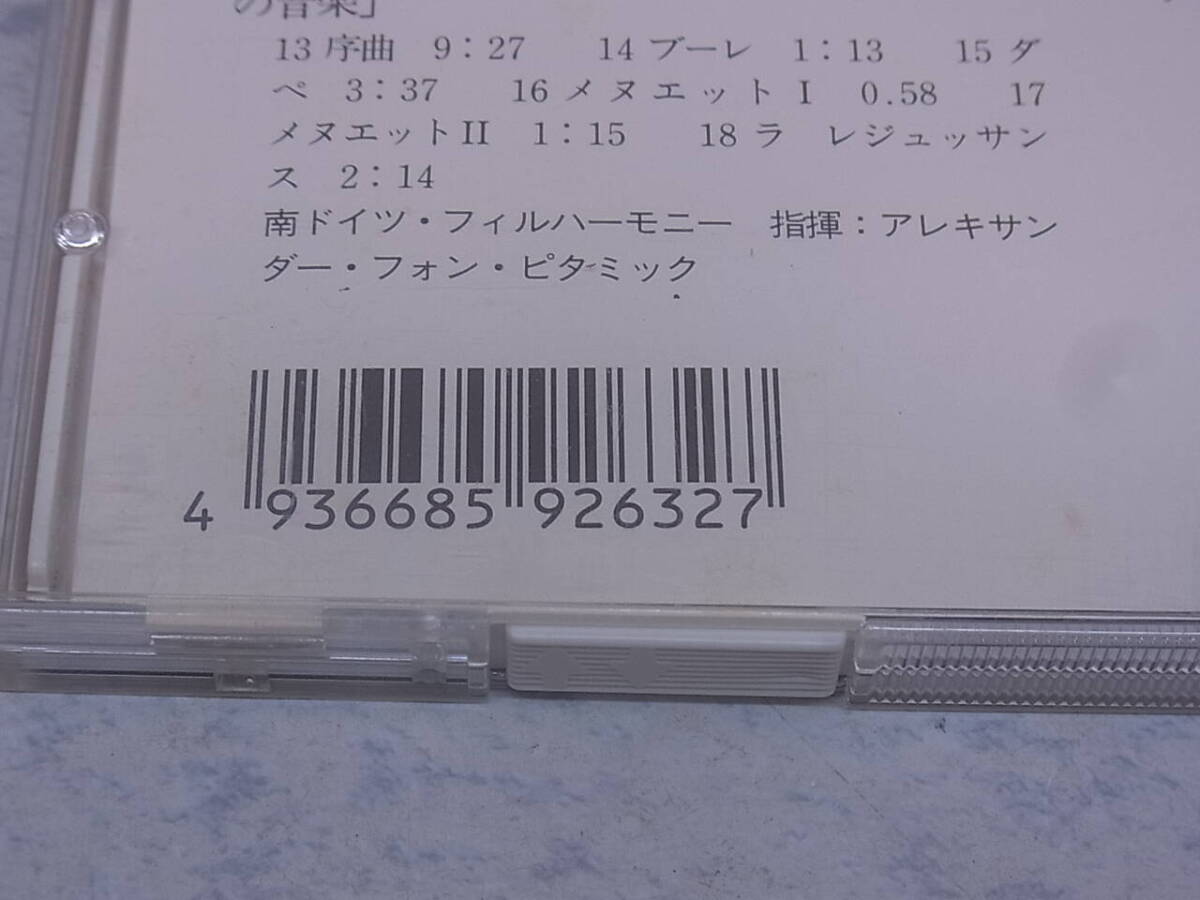 の音楽」
13 序曲 9：27 14 ブーレ 1：13 15 ダ
ペ 3：37 16 メヌエットI 0.58 17
メヌエットII 1：15 18 ラ レジュッサン
ス 2：14
南ドイツ・フィルハーモニー 指揮：アレキサン
ダー・フォン・ピタミック
4 936685 926327